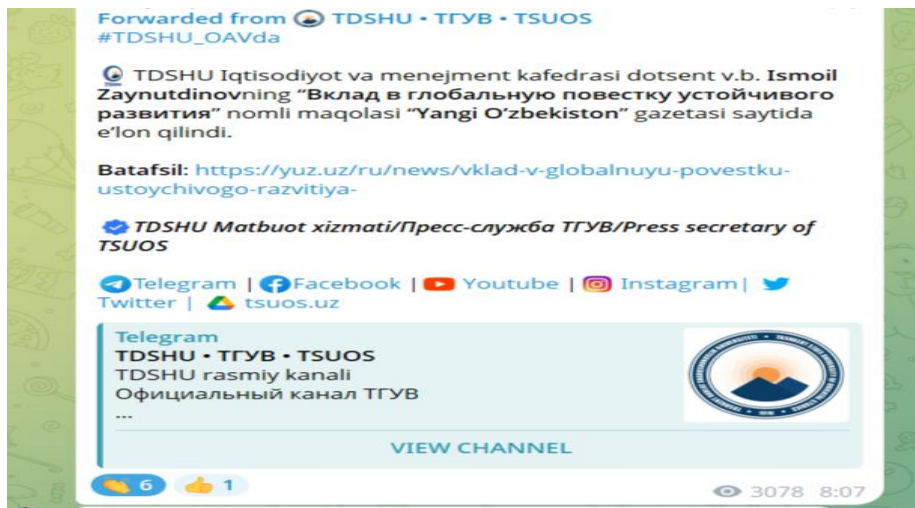 Forwarded from TDSHU • ТГУВ • TSUOS
#TDSHU_OAVda
TDSHU Iqtisodiyot va menejment kafedrasi dotsent v.b. Ismoil
Zaynutdinovning “Вклад в глобальную повестку устойчивого
развития” nomli maqolasi “Yangi O‘zbekiston” gazetasi saytida
e’lon qilindi.
Batafsil: https://yuz.uz/ru/news/vklad-v-globalnuyu-povestku-
ustoychivogo-razvitiya-
TDSHU Matbuot xizmati/Пресс-служба ТГУВ/Press secretary of
TSUOS
Telegram | Facebook | Youtube | Instagram|
Twitter | tsuos.uz
Telegram
TDSHU • ТГУВ • TSUOS
TDSHU rasmiy kanali
Официальный канал ТГУВ
...
VIEW CHANNEL
6 1
3078 8:07